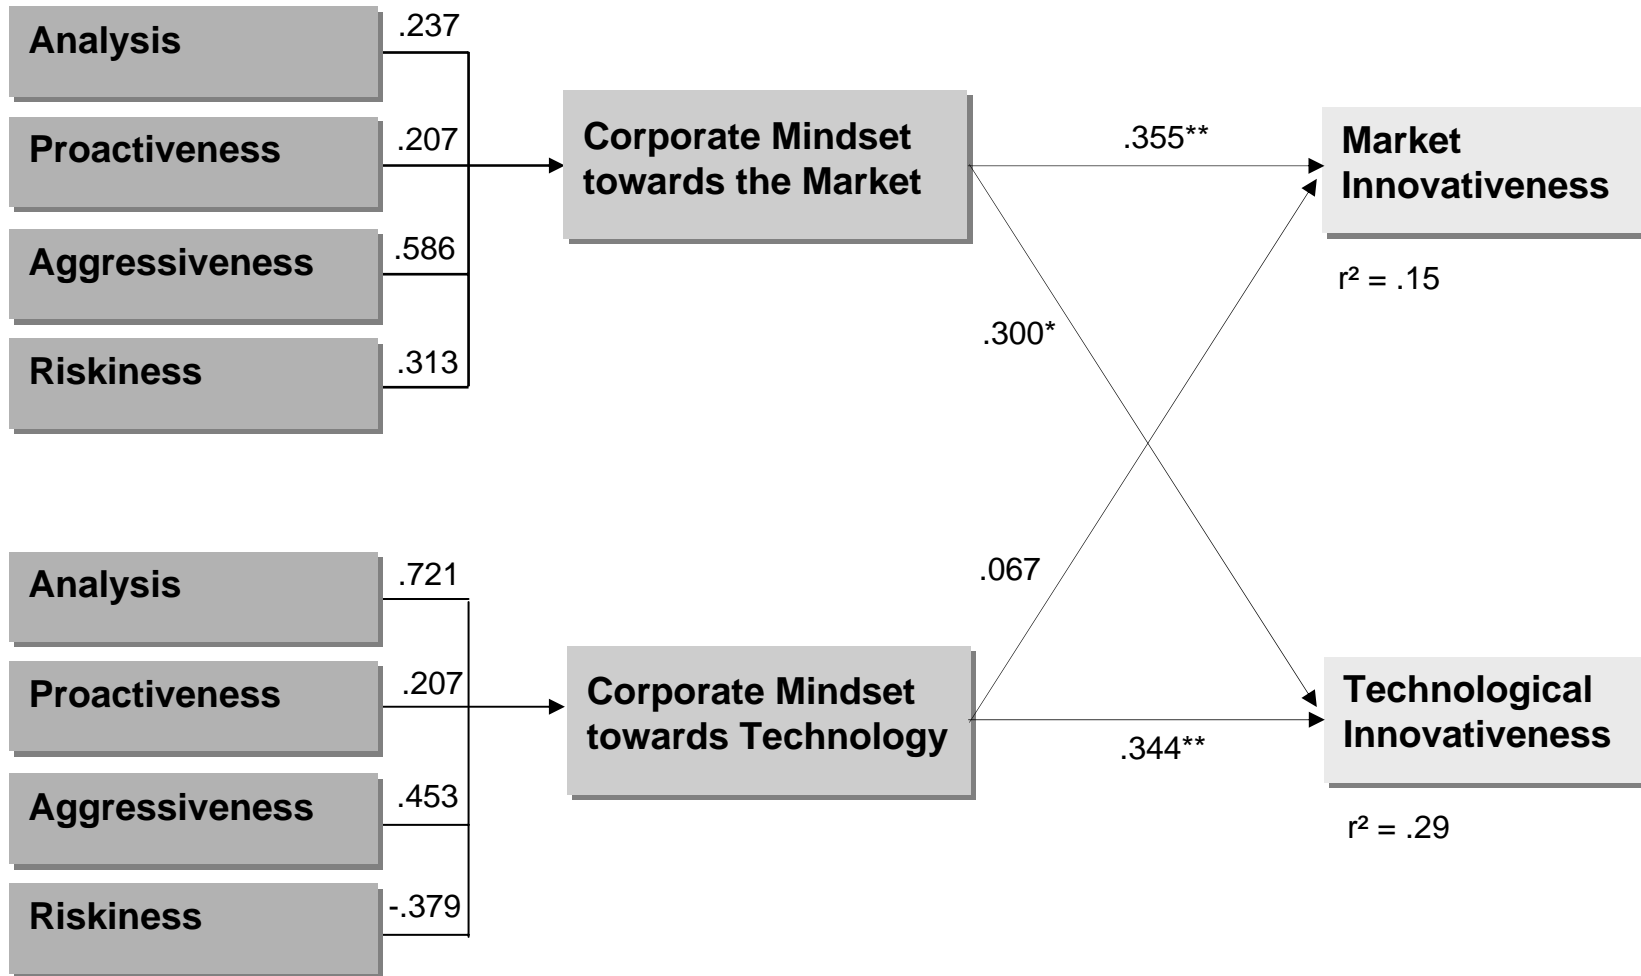 Analysis
.237
Proactiveness
.207
Aggressiveness
.586
Riskiness
.313
Corporate Mindset
towards the Market
.355**
.300*
Market
Innovativeness
r² = .15
Analysis
.721
Proactiveness
.207
Aggressiveness
.453
Riskiness
-.379
Corporate Mindset
towards Technology
.067
.344**
Technological
Innovativeness
r² = .29